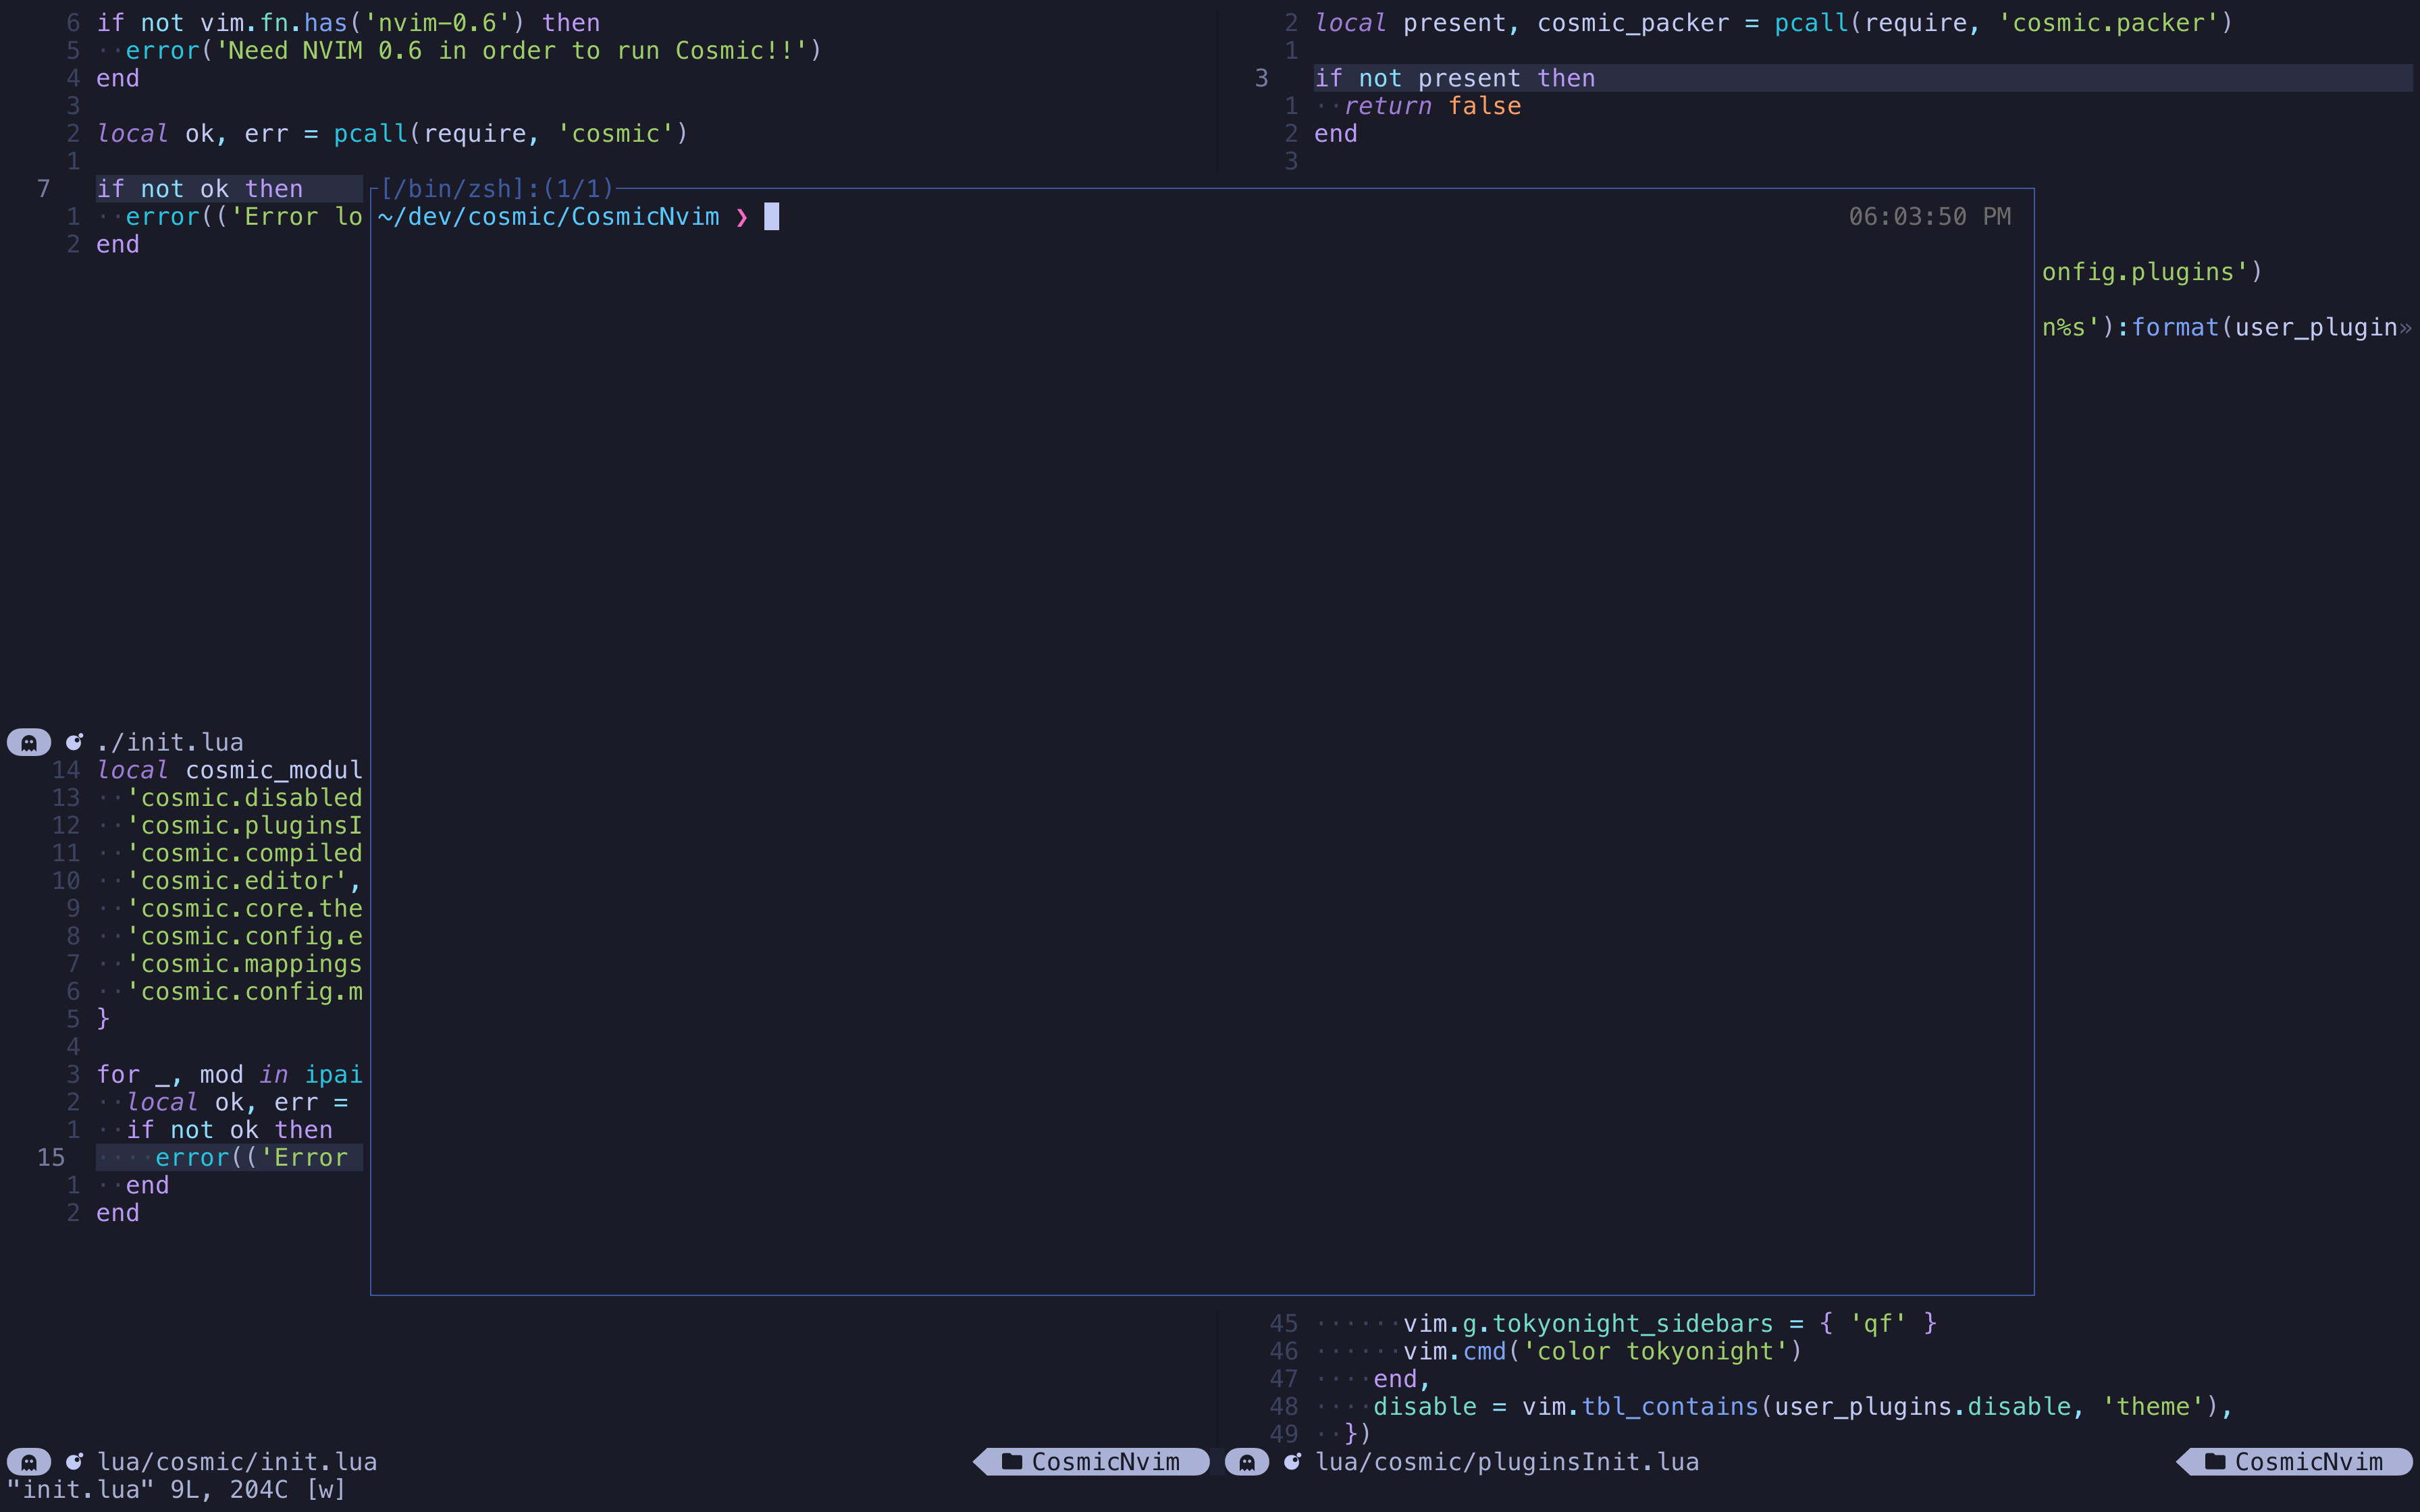 6 if not vim.fn.has('nvim-0.6') then
5 ··error('Need NVIM 0.6 in order to run Cosmic!!')
4 end
3
2 local ok, err = pcall(require, 'cosmic')
1
7 if not ok then
1 ··error(('Error lo
2 end
./init.lua
14 local cosmic_modul
13 ··'cosmic.disabled
12 ··'cosmic.pluginsI
11 ··'cosmic.compiled
10 ··'cosmic.editor',
9 ··'cosmic.core.the
8 ··'cosmic.config.e
7 ··'cosmic.mappings
6 ··'cosmic.config.m
5 }
4
3 for _, mod in ipai
2 ··local ok, err =
1 ··if not ok then
15 ····error(('Error
1 ··end
2 end
lua/cosmic/init.lua CosmicNvim
"init.lua" 9L, 204C [w]
[/bin/zsh]:(1/1)
~/dev/cosmic/CosmicNvim ❯ 06:03:50 PM
2 local present, cosmic_packer = pcall(require, 'cosmic.packer')
1
3 if not present then
1 ··return false
2 end
3
onfig.plugins')
n%s'):format(user_plugin»
45 ······vim.g.tokyonight_sidebars = { 'qf' }
46 ······vim.cmd('color tokyonight')
47 ····end,
48 ····disable = vim.tbl_contains(user_plugins.disable, 'theme'),
49 ··})
lua/cosmic/pluginsInit.lua CosmicNvim